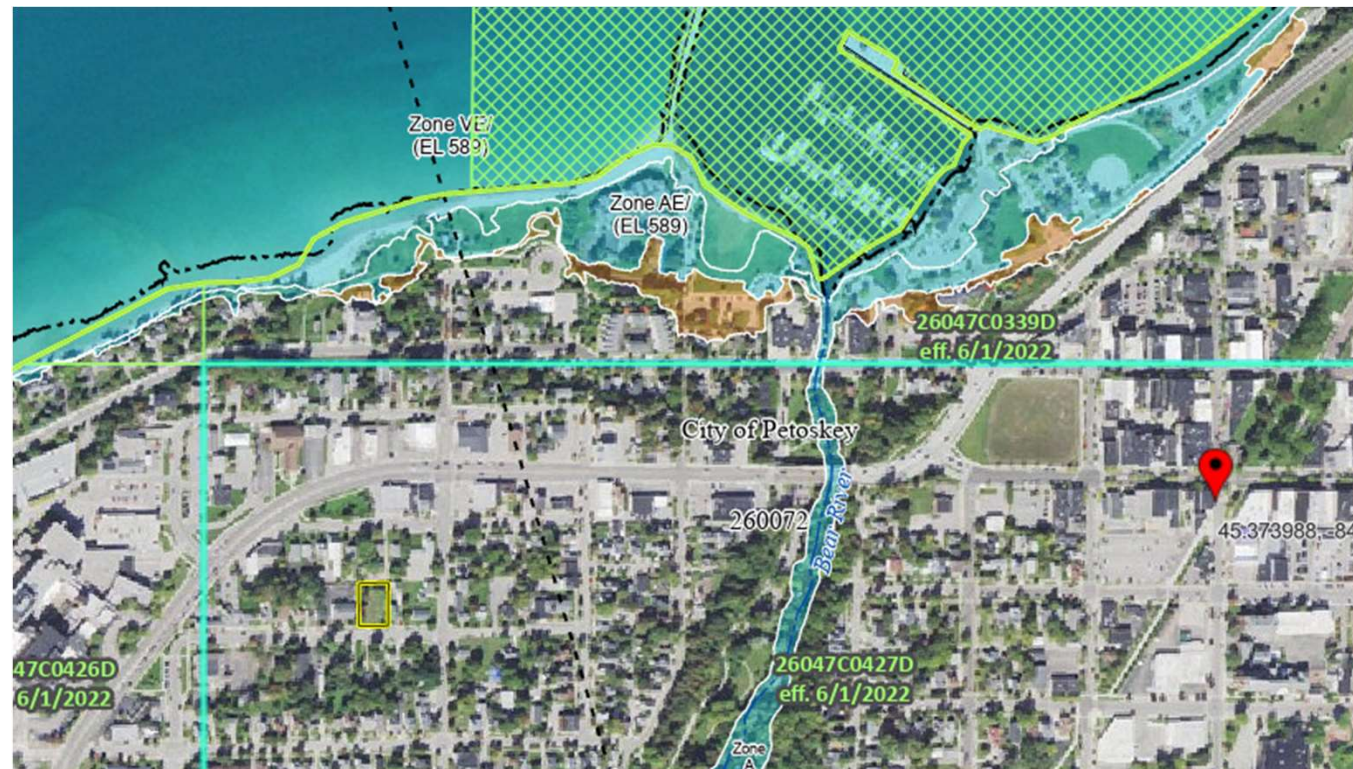 Zone VE/
(EL 589)
Zone AE/
(EL 589)
26047C0339D
eff. 6/1/2022
City of Petoskey
260072
Bear River
45.373988, -84
47C0426D
6/1/2022
26047C0427D
eff. 6/1/2022
Zone
A